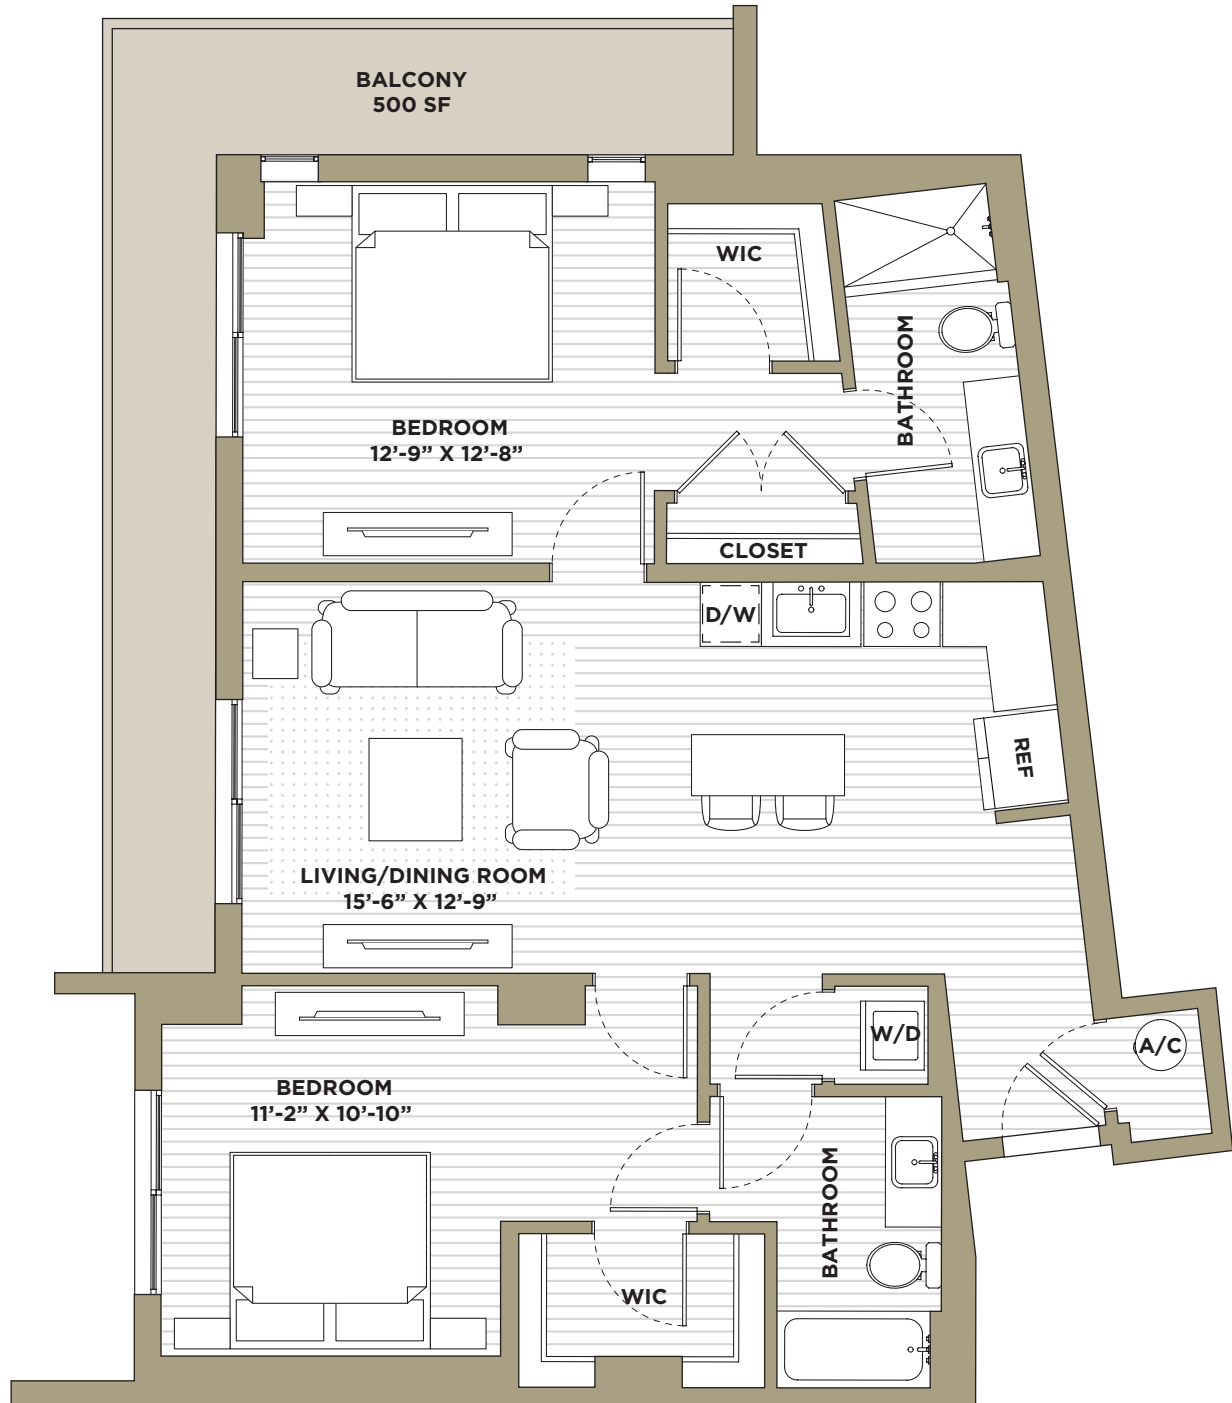 BALCONY
500 SF
WIC
BATHROOM
BEDROOM
12’-9” X 12’-8”
CLOSET
D/W
REF
LIVING/DINING ROOM
15’-6” X 12’-9”
W/D
A/C
BEDROOM
11’-2” X 10’-10”
BATHROOM
WIC